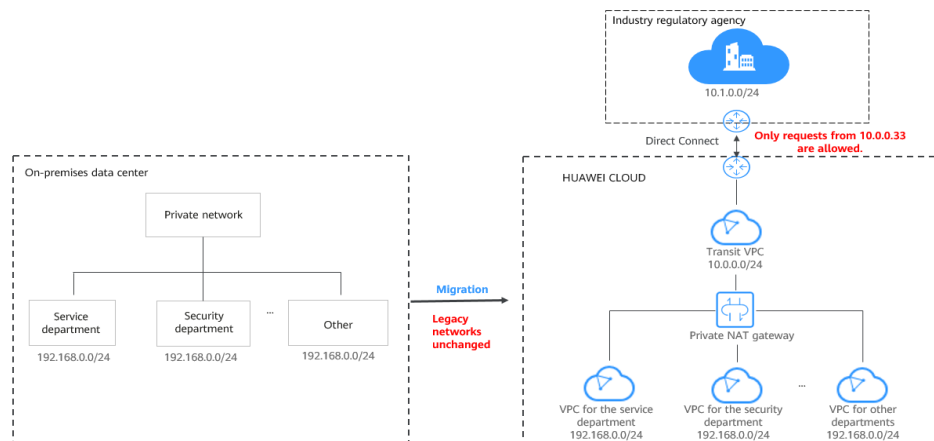 Industry regulatory agency
10.1.0.0/24
Direct Connect
Only requests from 10.0.0.33
are allowed.
On-premises data center
Private network
Service
department
192.168.0.0/24
Security
department
192.168.0.0/24
...
Other
192.168.0.0/24
Migration
Legacy
networks
unchanged
HUAWEI CLOUD
Transit VPC
10.0.0.0/24
Private NAT gateway
VPC for the service
department
192.168.0.0/24
VPC for the security
department
192.168.0.0/24
...
VPC for other
departments
192.168.0.0/24